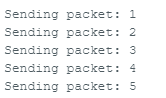 Sending packet: 1
Sending packet: 2
Sending packet: 3
Sending packet: 4
Sending packet: 5